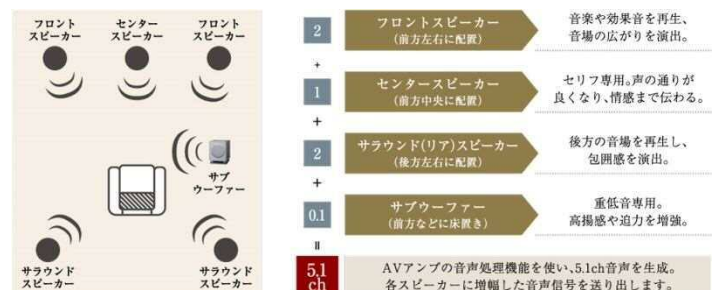 フロント
スピーカー
センター
スピーカー
フロント
スピーカー
サブ
ウーファー
サラウンド
スピーカー
サラウンド
スピーカー
2
フロントスピーカー
(前方左右に配置)
音楽や効果音を再生、
音場の広がりを演出。
+
1
センタースピーカー
(前方中央に配置)
セリフ専用。声の通りが
良くなり、情感まで伝わる。
+
2
サラウンド(リア)スピーカー
(後方左右に配置)
後方の音場を再生し、
包囲感を演出。
+
0.1
サブウーファー
(前方などに床置き)
重低音専用。
高揚感や迫力を増強。
=
5.1
ch
AVアンプの音声処理機能を使い、5.1ch音声を生成。
各スピーカーに増幅した音声信号を送り出します。